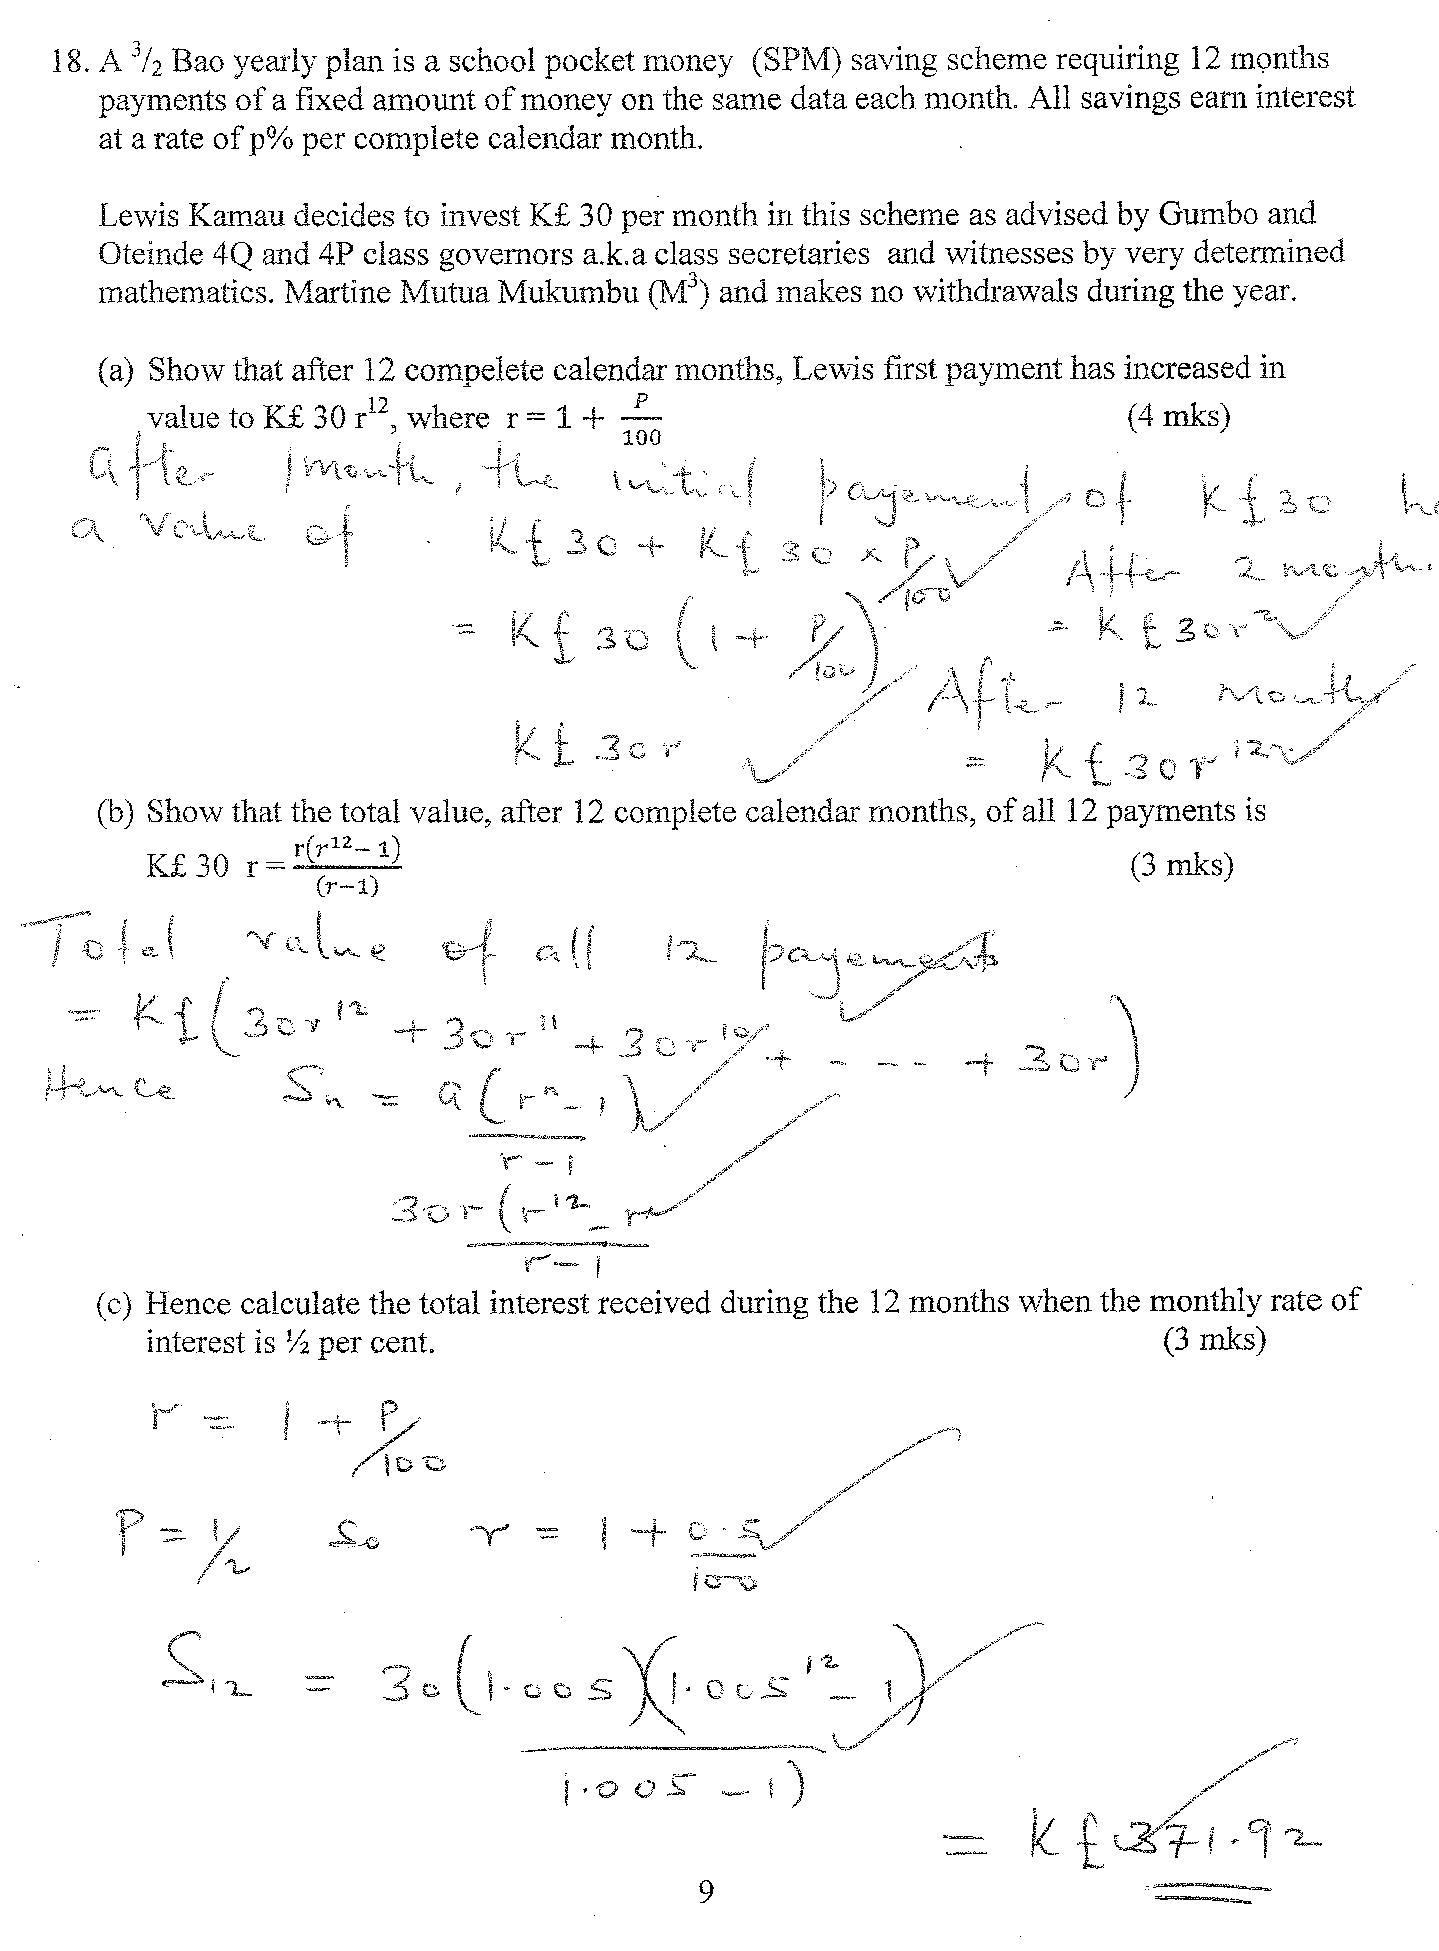 18. A 3/2 Bao yearly plan is a school pocket money (SPM) saving scheme requiring 12 months
payments of a fixed amount of money on the same data each month. All savings earn interest
at a rate of p% per complete calendar month.
Lewis Kamau decides to invest K£ 30 per month in this scheme as advised by Gumbo and
Oteinde 4Q and 4P class governors a.k.a class secretaries and witnesses by very determined
mathematics. Martine Mutua Mukumbu (M³) and makes no withdrawals during the year.
(a) Show that after 12 compelete calendar months, Lewis first payment has increased in
value to K£ 30 r¹², where r = 1 + P/100 (4 mks)
After 1 month, the initial payement of K£30 ha
a value of K£30 + K£30 × P/100
After 2 months
= K£30 (1 + P/100)
= K£30r²
After 12 months
K£ 30r
= K£30r¹²
(b) Show that the total value, after 12 complete calendar months, of all 12 payments is
K£ 30 r = r(r¹² – 1)/(r–1) (3 mks)
Total value of all 12 payements
= K£(30r¹² + 30r¹¹ + 30r¹⁰ + - - - - + 30r)
Hence Sn = a(rⁿ – 1)
r – 1
30r(r¹² –
r – 1
(c) Hence calculate the total interest received during the 12 months when the monthly rate of
interest is ½ per cent. (3 mks)
r = 1 + P/100
P = 1/2 So r = 1 + 0.5
100
S12 = 30(1.005)(1.005¹² – 1)
1.005 – 1)
= K£371.92
9